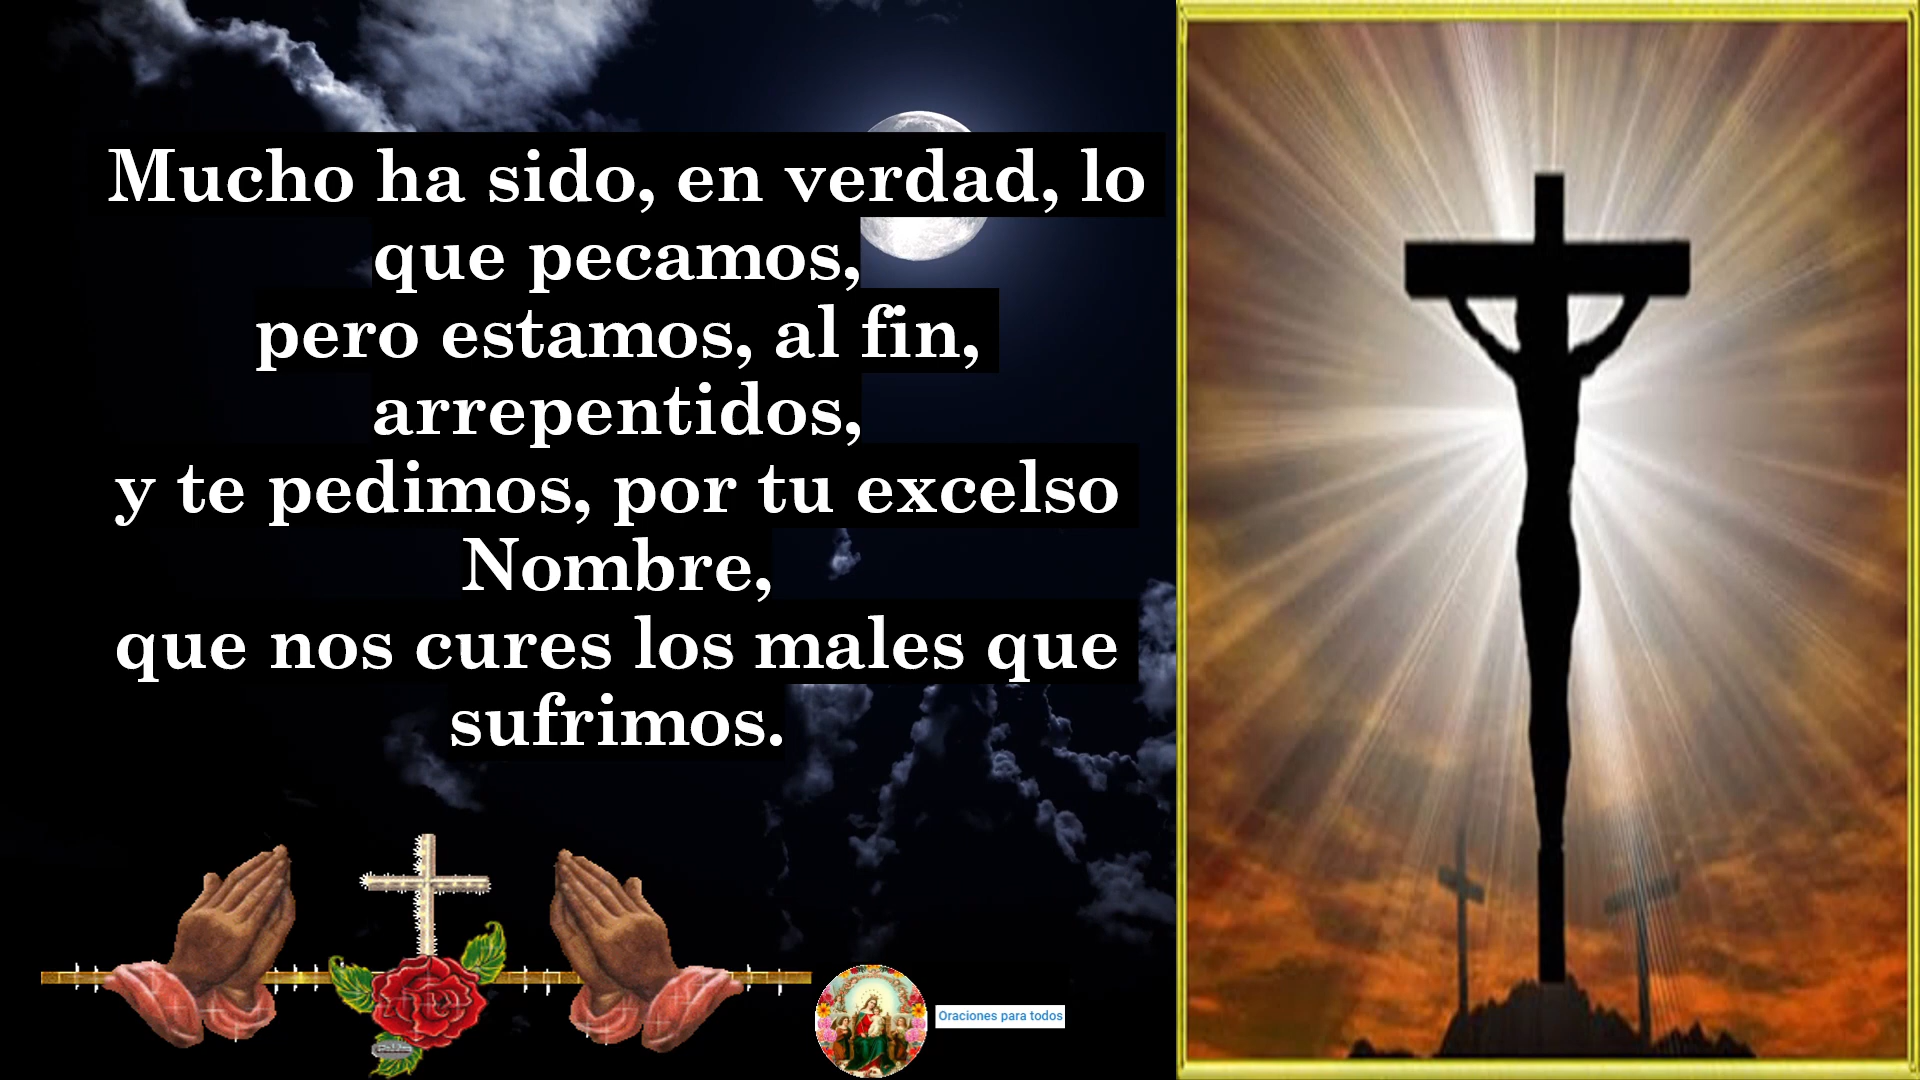 Mucho ha sido, en verdad, lo
que pecamos,
pero estamos, al fin,
arrepentidos,
y te pedimos, por tu excelso
Nombre,
que nos cures los males que
sufrimos.
Oraciones para todos